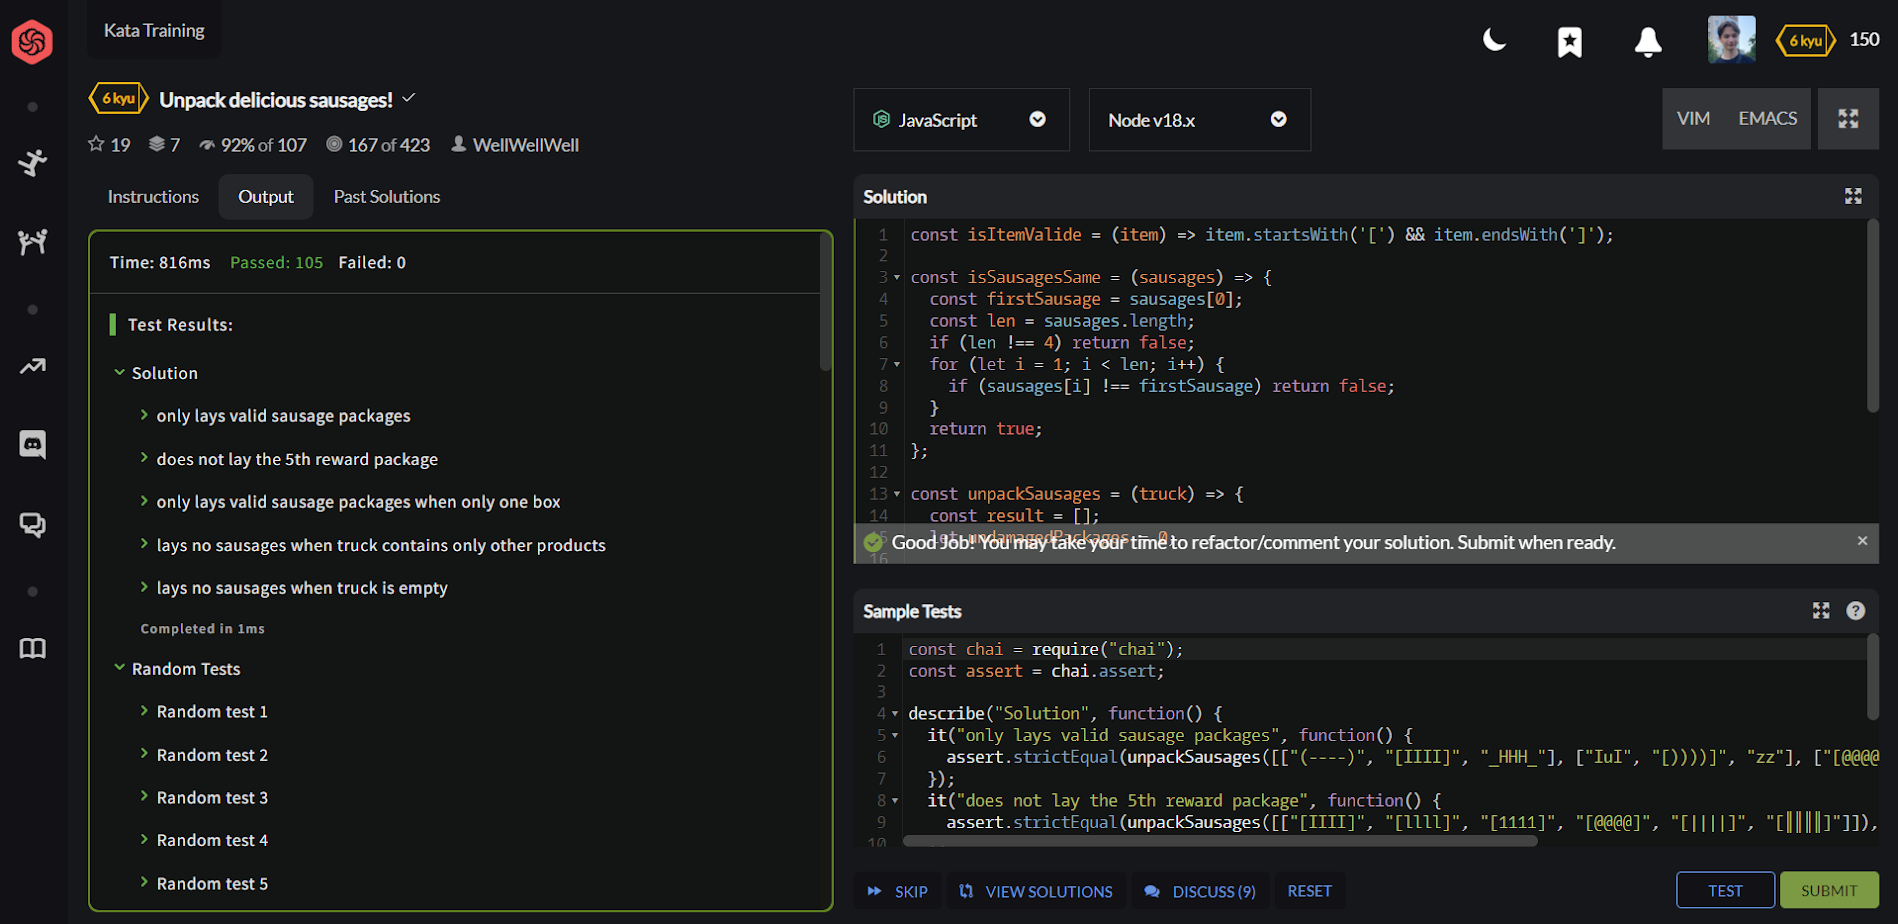 Kata Training
6 kyu 150
6 kyu Unpack delicious sausages!
19 7 92% of 107 167 of 423 WellWellWell
Instructions Output Past Solutions
Time: 816ms Passed: 105 Failed: 0
Test Results:
Solution
only lays valid sausage packages
does not lay the 5th reward package
only lays valid sausage packages when only one box
lays no sausages when truck contains only other products
lays no sausages when truck is empty
Completed in 1ms
Random Tests
Random test 1
Random test 2
Random test 3
Random test 4
Random test 5
JavaScript Node v18.x VIM EMACS
Solution
1 const isItemValide = (item) => item.startsWith('[') && item.endsWith(']');
2
3 const isSausagesSame = (sausages) => {
4 const firstSausage = sausages[0];
5 const len = sausages.length;
6 if (len !== 4) return false;
7 for (let i = 1; i < len; i++) {
8 if (sausages[i] !== firstSausage) return false;
9 }
10 return true;
11 };
12
13 const unpackSausages = (truck) => {
14 const result = [];
15 let undamagedPackages = 0;
Good Job! You may take your time to refactor/comment your solution. Submit when ready.
16
Sample Tests
1 const chai = require("chai");
2 const assert = chai.assert;
3
4 describe("Solution", function() {
5 it("only lays valid sausage packages", function() {
6 assert.strictEqual(unpackSausages([["(----)", "[IIII]", "_HHH_"], ["IuI", "[))))]", "zz"], ["[@@@@
7 });
8 it("does not lay the 5th reward package", function() {
9 assert.strictEqual(unpackSausages([["[IIII]", "[llll]", "[1111]", "[@@@@]", "[||||]", "[║║║║]"]]),
10
SKIP VIEW SOLUTIONS DISCUSS (9) RESET TEST SUBMIT